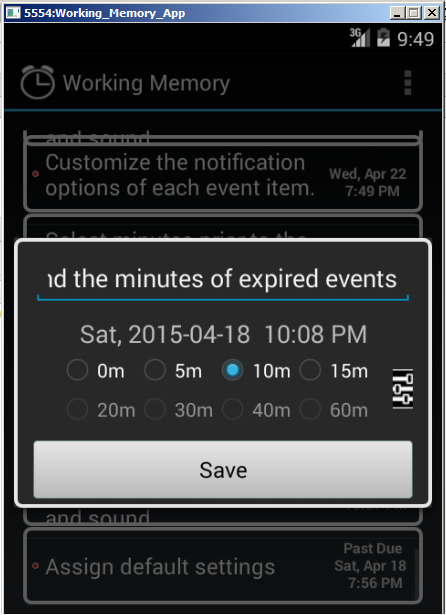 5554:Working_Memory_App
3G 9:49
Working Memory
and sound
Customize the notification
options of each event item.
Wed, Apr 22
7:49 PM
Select minutes prior to the
nd the minutes of expired events
Sat, 2015-04-18 10:08 PM
0m 5m 10m 15m
20m 30m 40m 60m
Save
and sound
Assign default settings
Past Due
Sat, Apr 18
7:56 PM